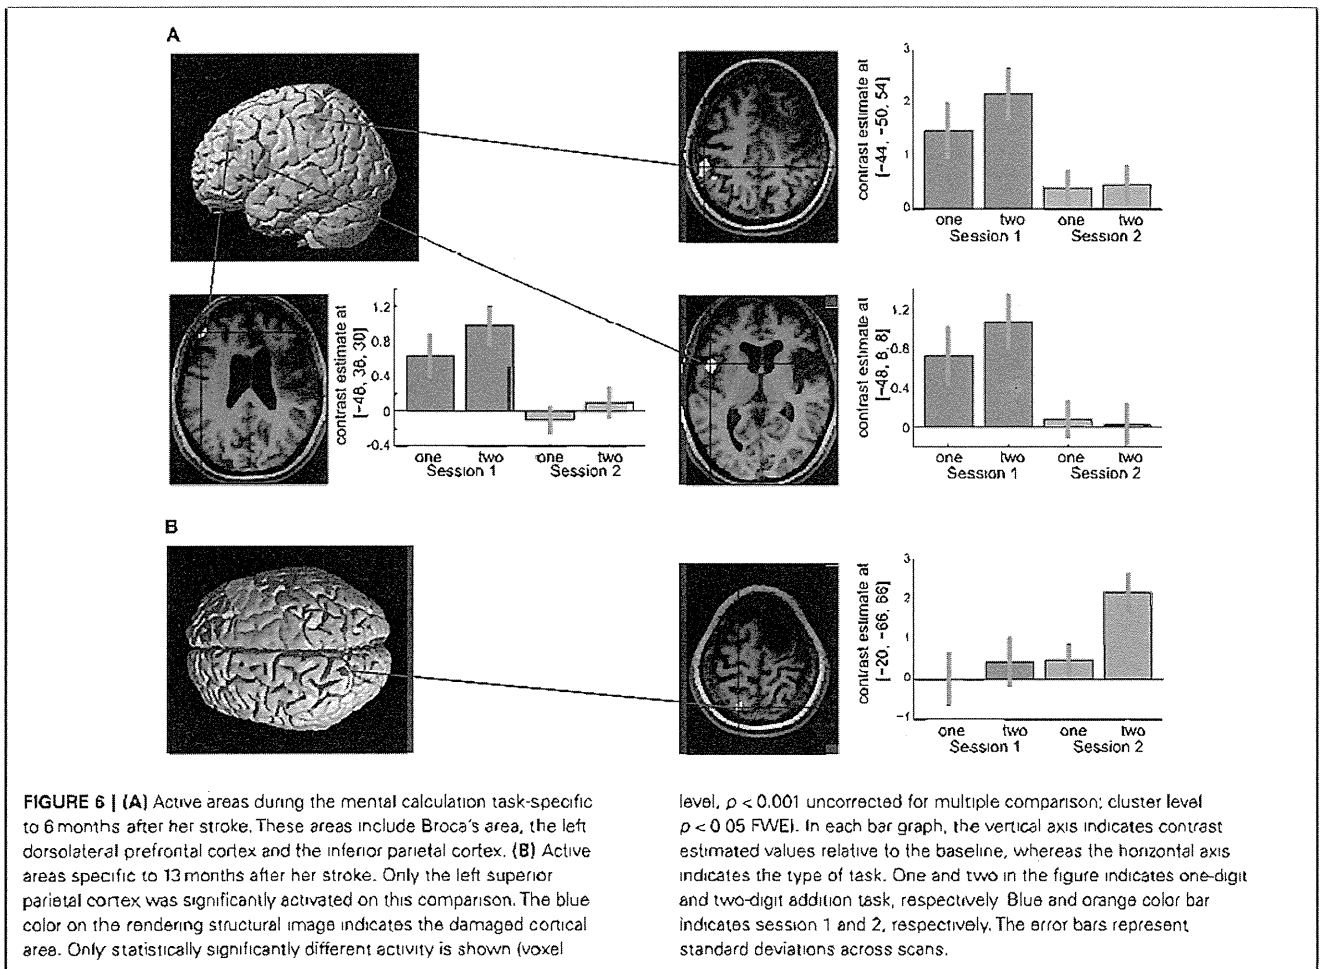 A
contrast estimate at
[-44, -50, 54]
3
2
1
0
one two one two
Session 1 Session 2
contrast estimate at
[-48, 38, 30]
1.2
0.8
0.4
0
-0.4
one two one two
Session 1 Session 2
contrast estimate at
[-48, 8, 8]
1.2
0.8
0.4
0
one two one two
Session 1 Session 2
B
contrast estimate at
[-20, -66, 66]
3
2
1
0
-1
one two one two
Session 1 Session 2
FIGURE 6 | (A) Active areas during the mental calculation task-specific
to 6 months after her stroke. These areas include Broca's area, the left
dorsolateral prefrontal cortex and the inferior parietal cortex. (B) Active
areas specific to 13 months after her stroke. Only the left superior
parietal cortex was significantly activated on this comparison. The blue
color on the rendering structural image indicates the damaged cortical
area. Only statistically significantly different activity is shown (voxel
level, p < 0.001 uncorrected for multiple comparison; cluster level
p < 0.05 FWE). In each bar graph, the vertical axis indicates contrast
estimated values relative to the baseline, whereas the horizontal axis
indicates the type of task. One and two in the figure indicates one-digit
and two-digit addition task, respectively. Blue and orange color bar
indicates session 1 and 2, respectively. The error bars represent
standard deviations across scans.